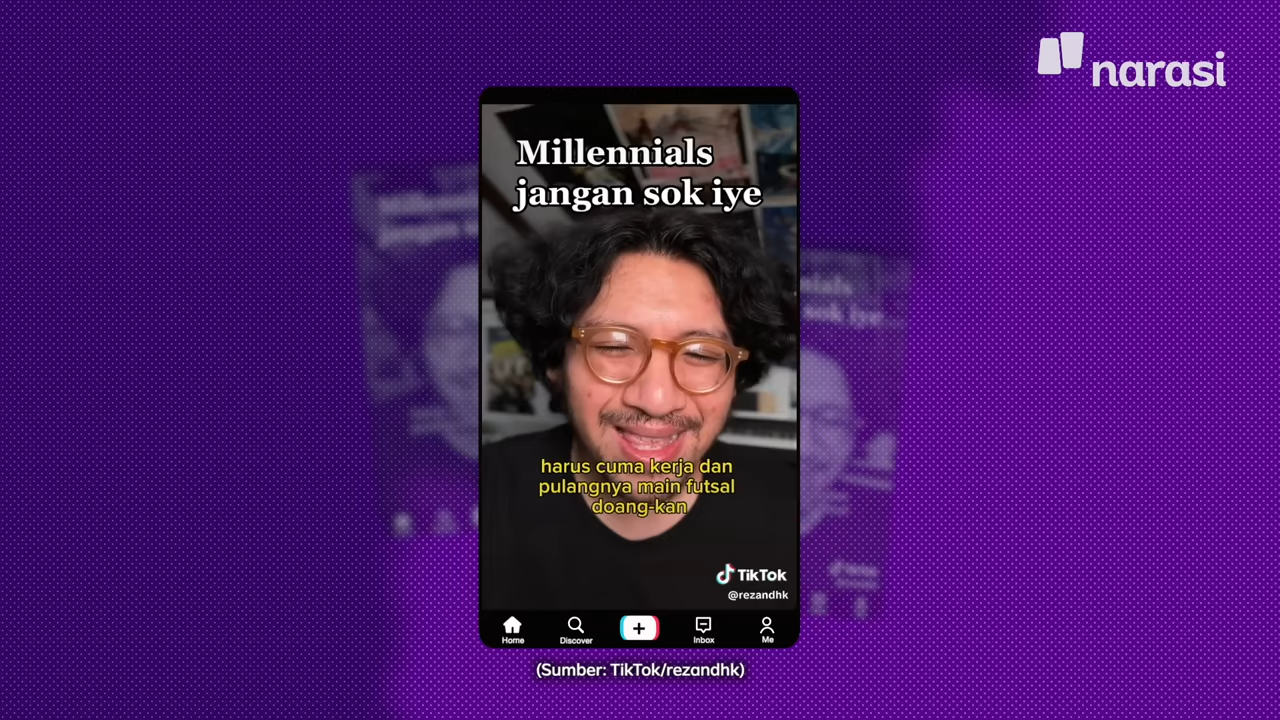 narasi
Millennials
jangan sok iye
harus cuma kerja dan
pulangnya main futsal
doang-kan
TikTok
@rezandhk
Home
Discover
Inbox
Me
(Sumber: TikTok/rezandhk)